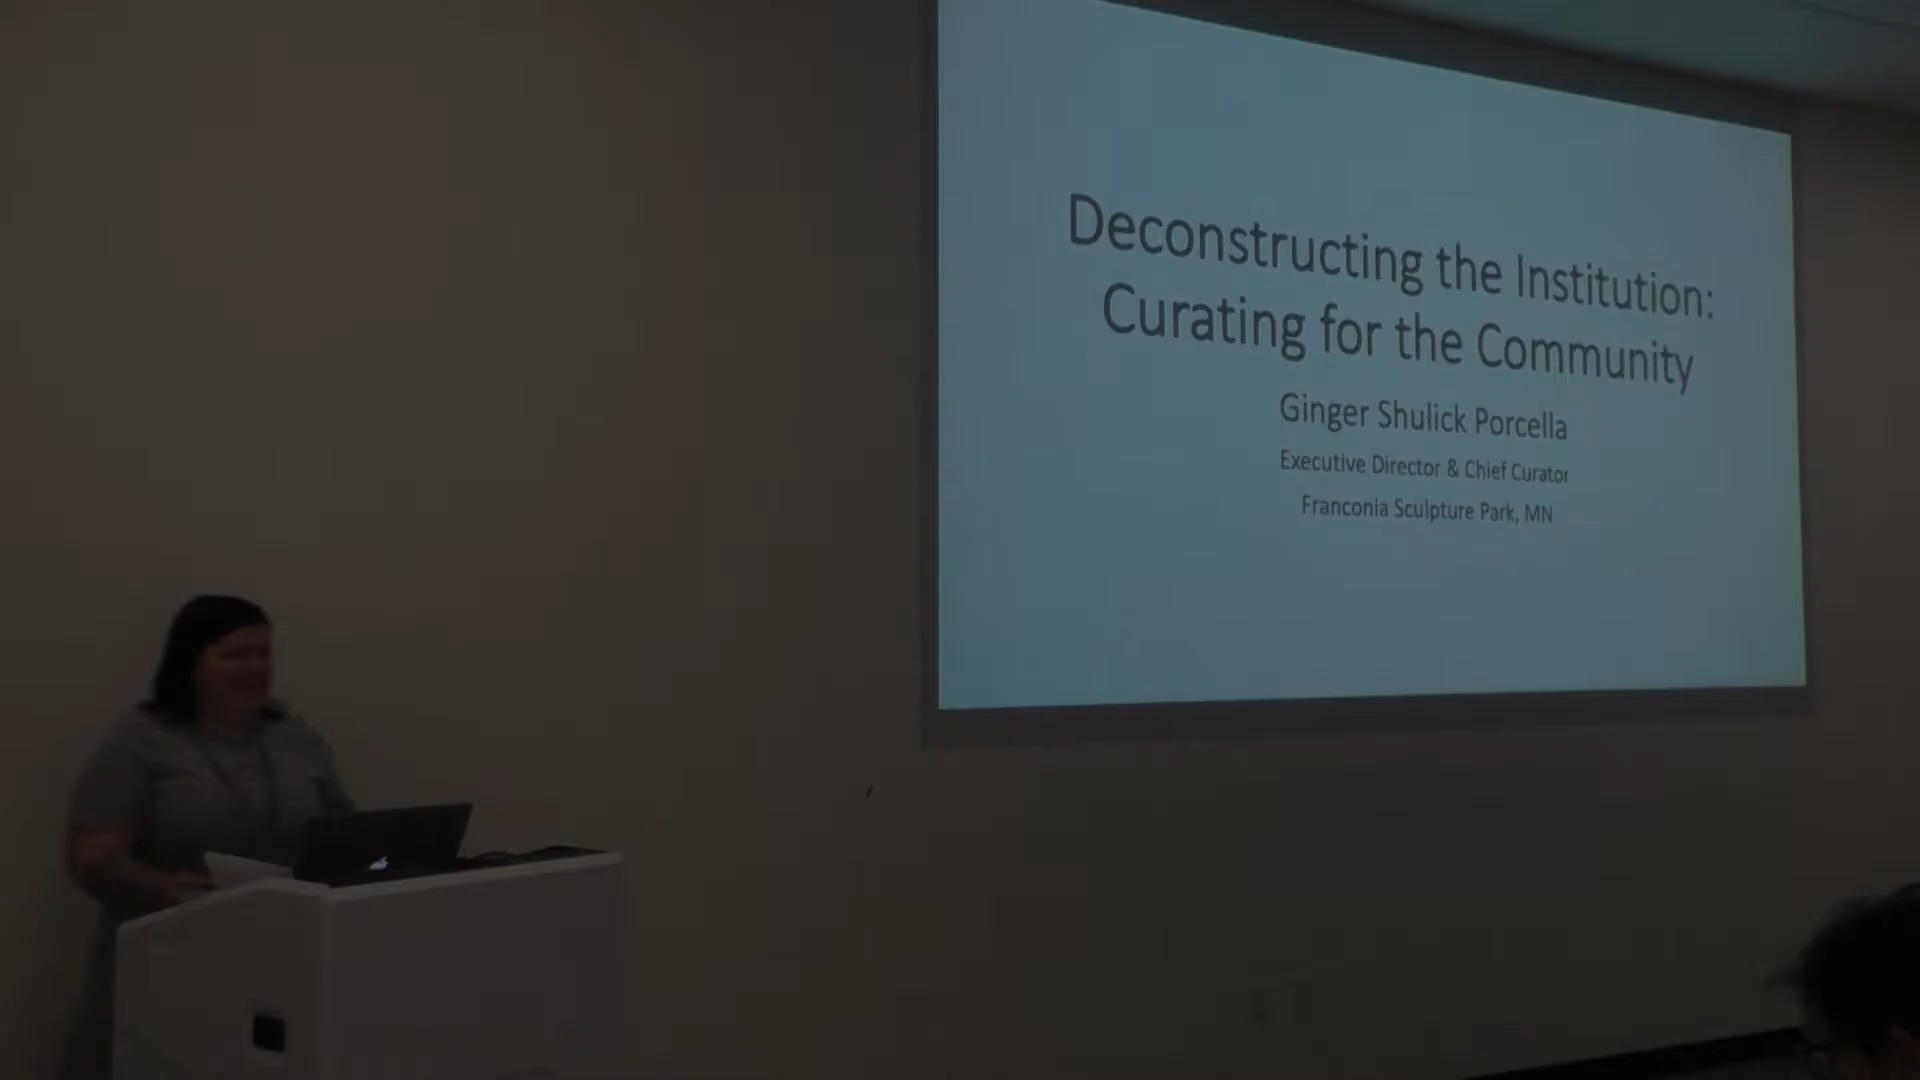 Deconstructing the Institution:
Curating for the Community
Ginger Shulick Porcella
Executive Director & Chief Curator
Franconia Sculpture Park, MN